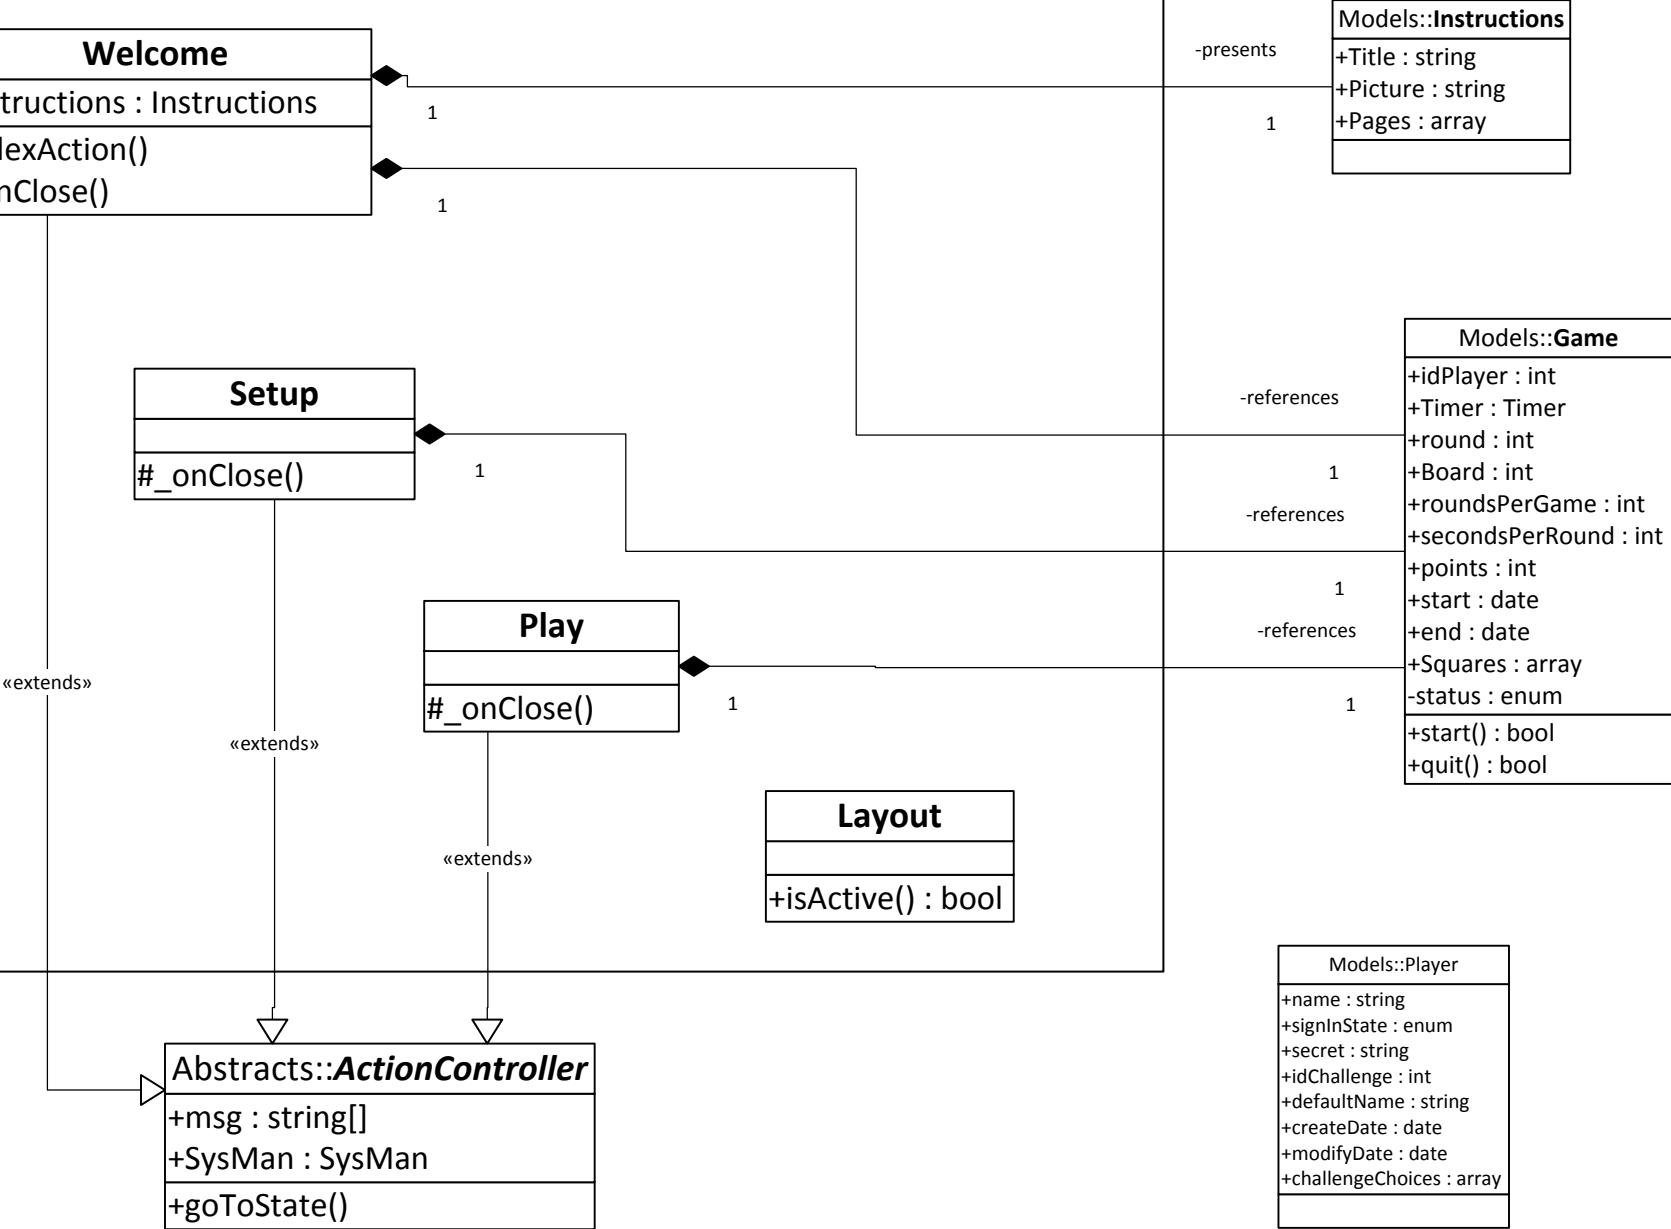 Welcome
tructions : Instructions
lexAction()
nClose()
1
1
-presents
1
Models::Instructions
+Title : string
+Picture : string
+Pages : array
Setup
#_onClose()
1
-references
1
-references
1
-references
1
Models::Game
+idPlayer : int
+Timer : Timer
+round : int
+Board : int
+roundsPerGame : int
+secondsPerRound : int
+points : int
+start : date
+end : date
+Squares : array
-status : enum
+start() : bool
+quit() : bool
Play
#_onClose()
1
«extends»
«extends»
«extends»
Layout
+isActive() : bool
Abstracts::ActionController
+msg : string[]
+SysMan : SysMan
+goToState()
Models::Player
+name : string
+signInState : enum
+secret : string
+idChallenge : int
+defaultName : string
+createDate : date
+modifyDate : date
+challengeChoices : array